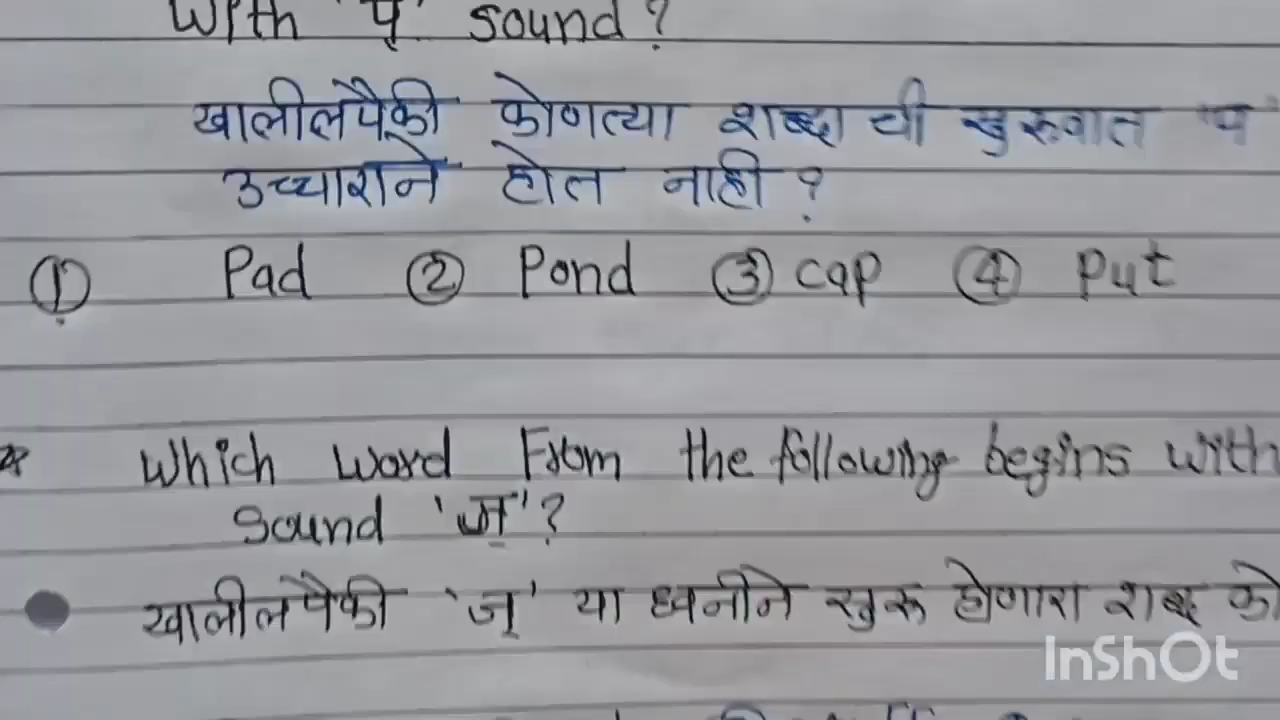 With 'प्' sound?
खालीलपैकी कोणत्या शब्दाची सुरुवात 'प
उच्चाराने होत नाही?
① Pad ② Pond ③ cap ④ Put
* Which word From the following begins with
sound 'ज्'?
खालीलपैकी 'ज्' या ध्वनीने सुरू होणारा शब्द को
InShOt